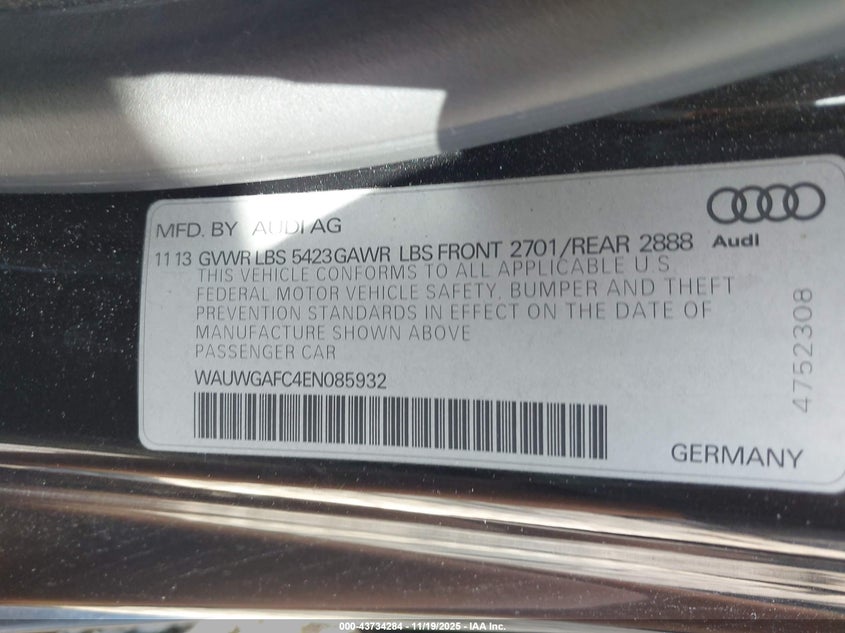 MFD. BY AUDI AG
Audi
11 13 GVWR LBS 5423 GAWR LBS FRONT 2701/REAR 2888
THIS VEHICLE CONFORMS TO ALL APPLICABLE U.S.
FEDERAL MOTOR VEHICLE SAFETY, BUMPER AND THEFT
PREVENTION STANDARDS IN EFFECT ON THE DATE OF
MANUFACTURE SHOWN ABOVE
PASSENGER CAR
WAUWGAFC4EN085932
4752308
GERMANY
000-43734284 - 11/19/2025 - IAA Inc.